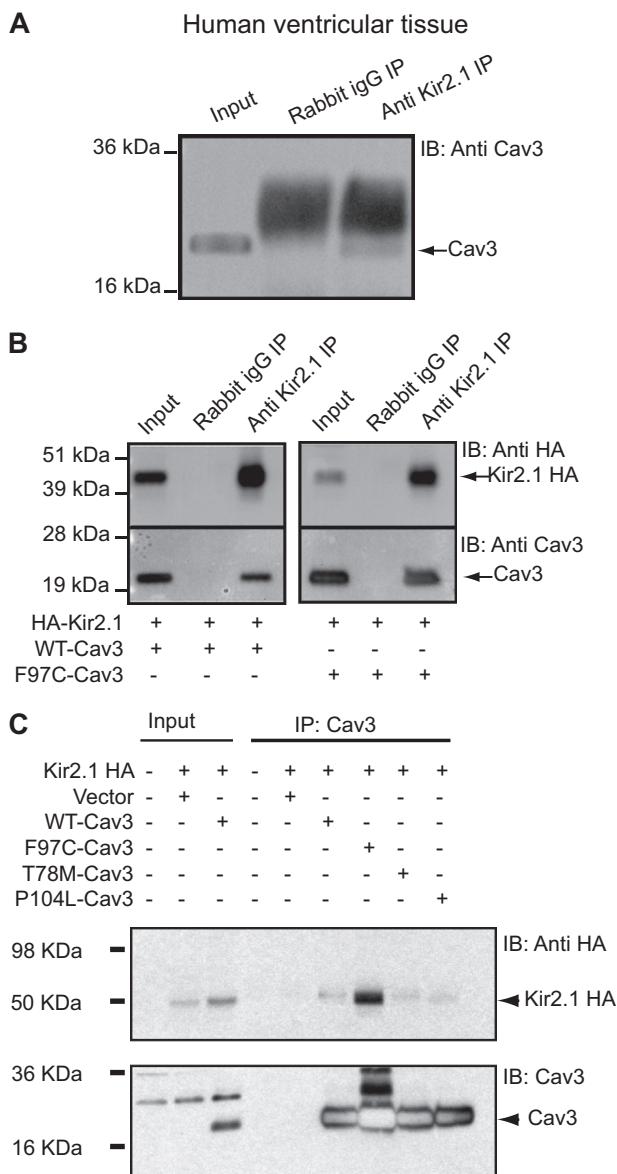 A
Human ventricular tissue
Input
Rabbit igG IP
Anti Kir2.1 IP
36 kDa
IB: Anti Cav3
Cav3
16 kDa
B
Input
Rabbit igG IP
Anti Kir2.1 IP
Input
Rabbit igG IP
Anti Kir2.1 IP
51 kDa
IB: Anti HA
39 kDa
Kir2.1 HA
28 kDa
IB: Anti Cav3
19 kDa
Cav3
HA-Kir2.1 + + + + + +
WT-Cav3 + + + - - -
F97C-Cav3 - - - + + +
C
Input
IP: Cav3
Kir2.1 HA - + + - + + + + +
Vector - + - - + - - - -
WT-Cav3 - - + - - + - - -
F97C-Cav3 - - - - - - + - -
T78M-Cav3 - - - - - - - + -
P104L-Cav3 - - - - - - - - +
98 KDa
IB: Anti HA
50 KDa
Kir2.1 HA
36 KDa
IB: Cav3
Cav3
16 KDa